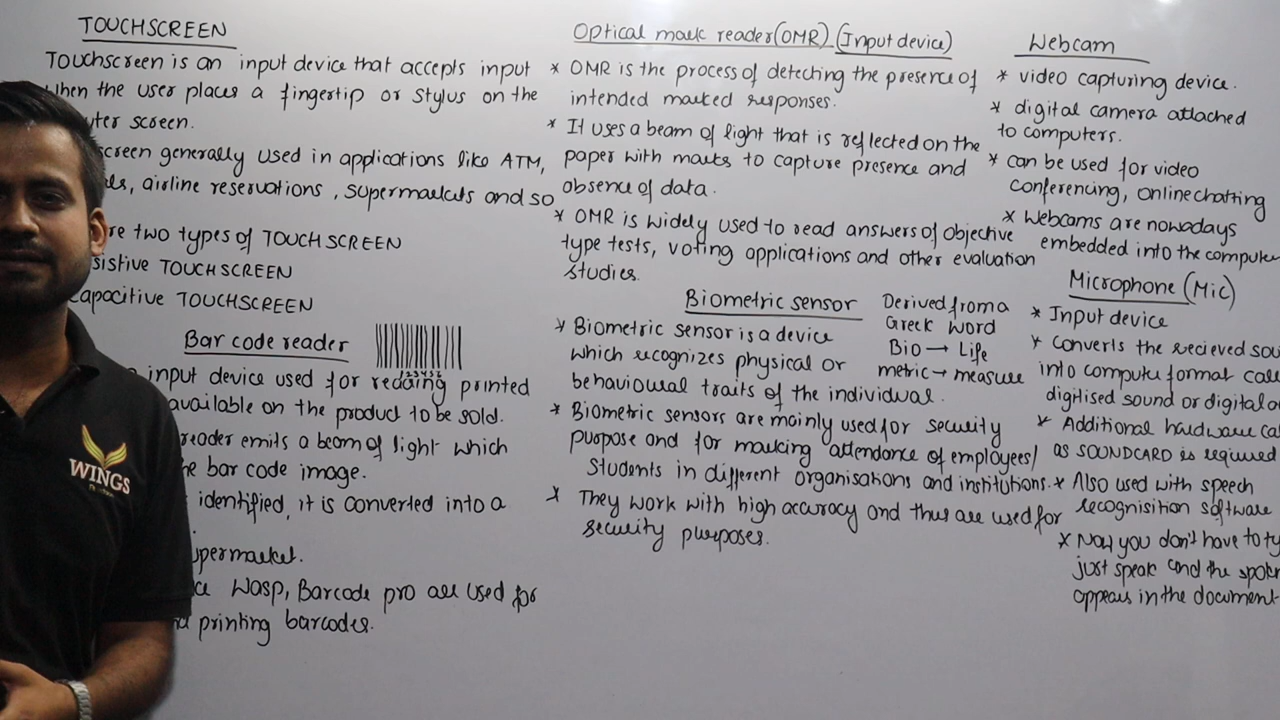 TOUCHSCREEN
Touchscreen is an input device that accepts input
when the user places a fingertip or stylus on the
screen.
screen generally used in applications like ATM,
airline reservations, supermarkets and so
two types of TOUCHSCREEN
sistive TOUCHSCREEN
capacitive TOUCHSCREEN
Bar code reader
123456
input device used for reading printed
available on the product to be sold.
reader emits a beam of light which
bar code image.
identified, it is converted into a
permarket.
Wasp, Barcode pro are used for
printing barcodes.
WINGS
Optical mark reader(OMR) (Input device)
* OMR is the process of detecting the presence of
intended marked responses.
* It uses a beam of light that is reflected on the
paper with marks to capture presence and
absence of data.
* OMR is widely used to read answers of objective
type tests, voting applications and other evaluation
studies.
Biometric sensor
* Biometric sensor is a device
which recognizes physical or
behavioural traits of the individual.
Derived from a
Greek word
Bio → Life
metric → measure
* Biometric sensors are mainly used for security
purpose and for marking attendance of employees/
students in different organisations and institutions.
* They work with high accuracy and thus are used for
security purposes.
Webcam
* video capturing device.
* digital camera attached
to computers.
* can be used for video
conferencing, online chatting
* Webcams are nowadays
embedded into the compute
Microphone (Mic)
* Input device
* Converts the recieved sou
into computer format call
digitised sound or digital a
* Additional hardware cal
as SOUNDCARD is required
* Also used with speech
recognisition software
* Now you don't have to ty
just speak and the spoken
appears in the document